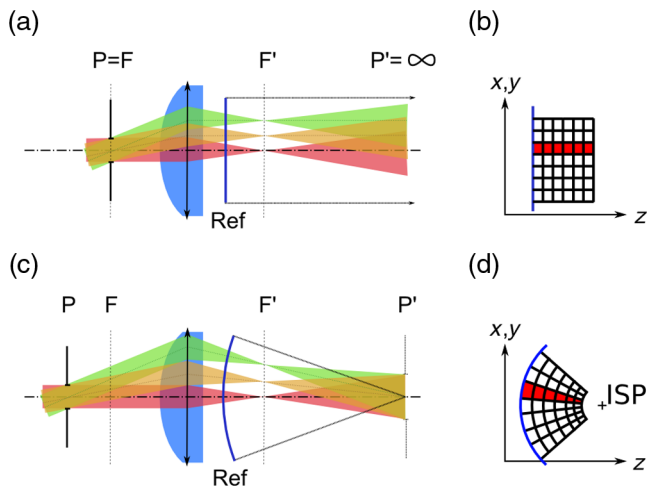 (a)
P=F
F'
P'= ∞
Ref
(b)
x,y
z
(c)
P
F
F'
P'
Ref
(d)
x,y
+ISP
z